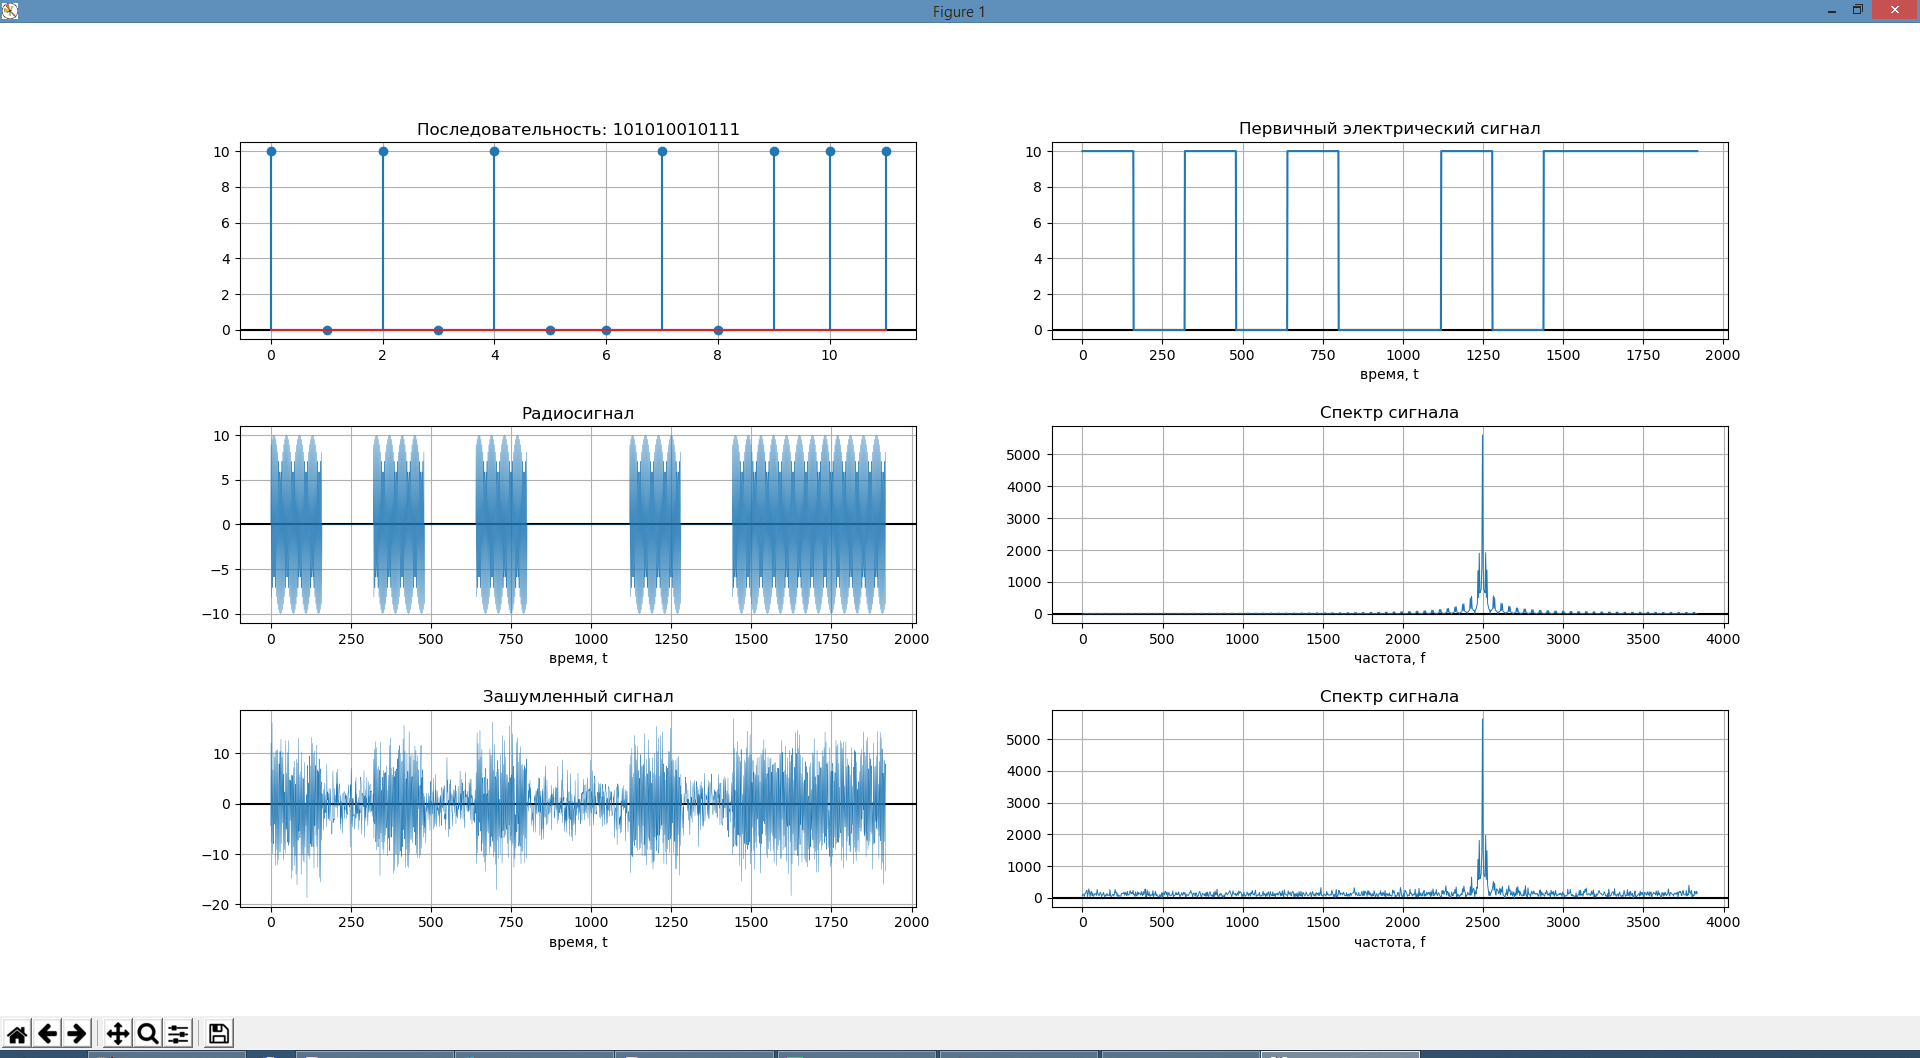 Figure 1
Последовательность: 101010010111
10
8
6
4
2
0
0 2 4 6 8 10
Первичный электрический сигнал
10
8
6
4
2
0
0 250 500 750 1000 1250 1500 1750 2000
время, t
Радиосигнал
10
5
0
−5
−10
0 250 500 750 1000 1250 1500 1750 2000
время, t
Спектр сигнала
5000
4000
3000
2000
1000
0
0 500 1000 1500 2000 2500 3000 3500 4000
частота, f
Зашумленный сигнал
10
0
−10
−20
0 250 500 750 1000 1250 1500 1750 2000
время, t
Спектр сигнала
5000
4000
3000
2000
1000
0
0 500 1000 1500 2000 2500 3000 3500 4000
частота, f